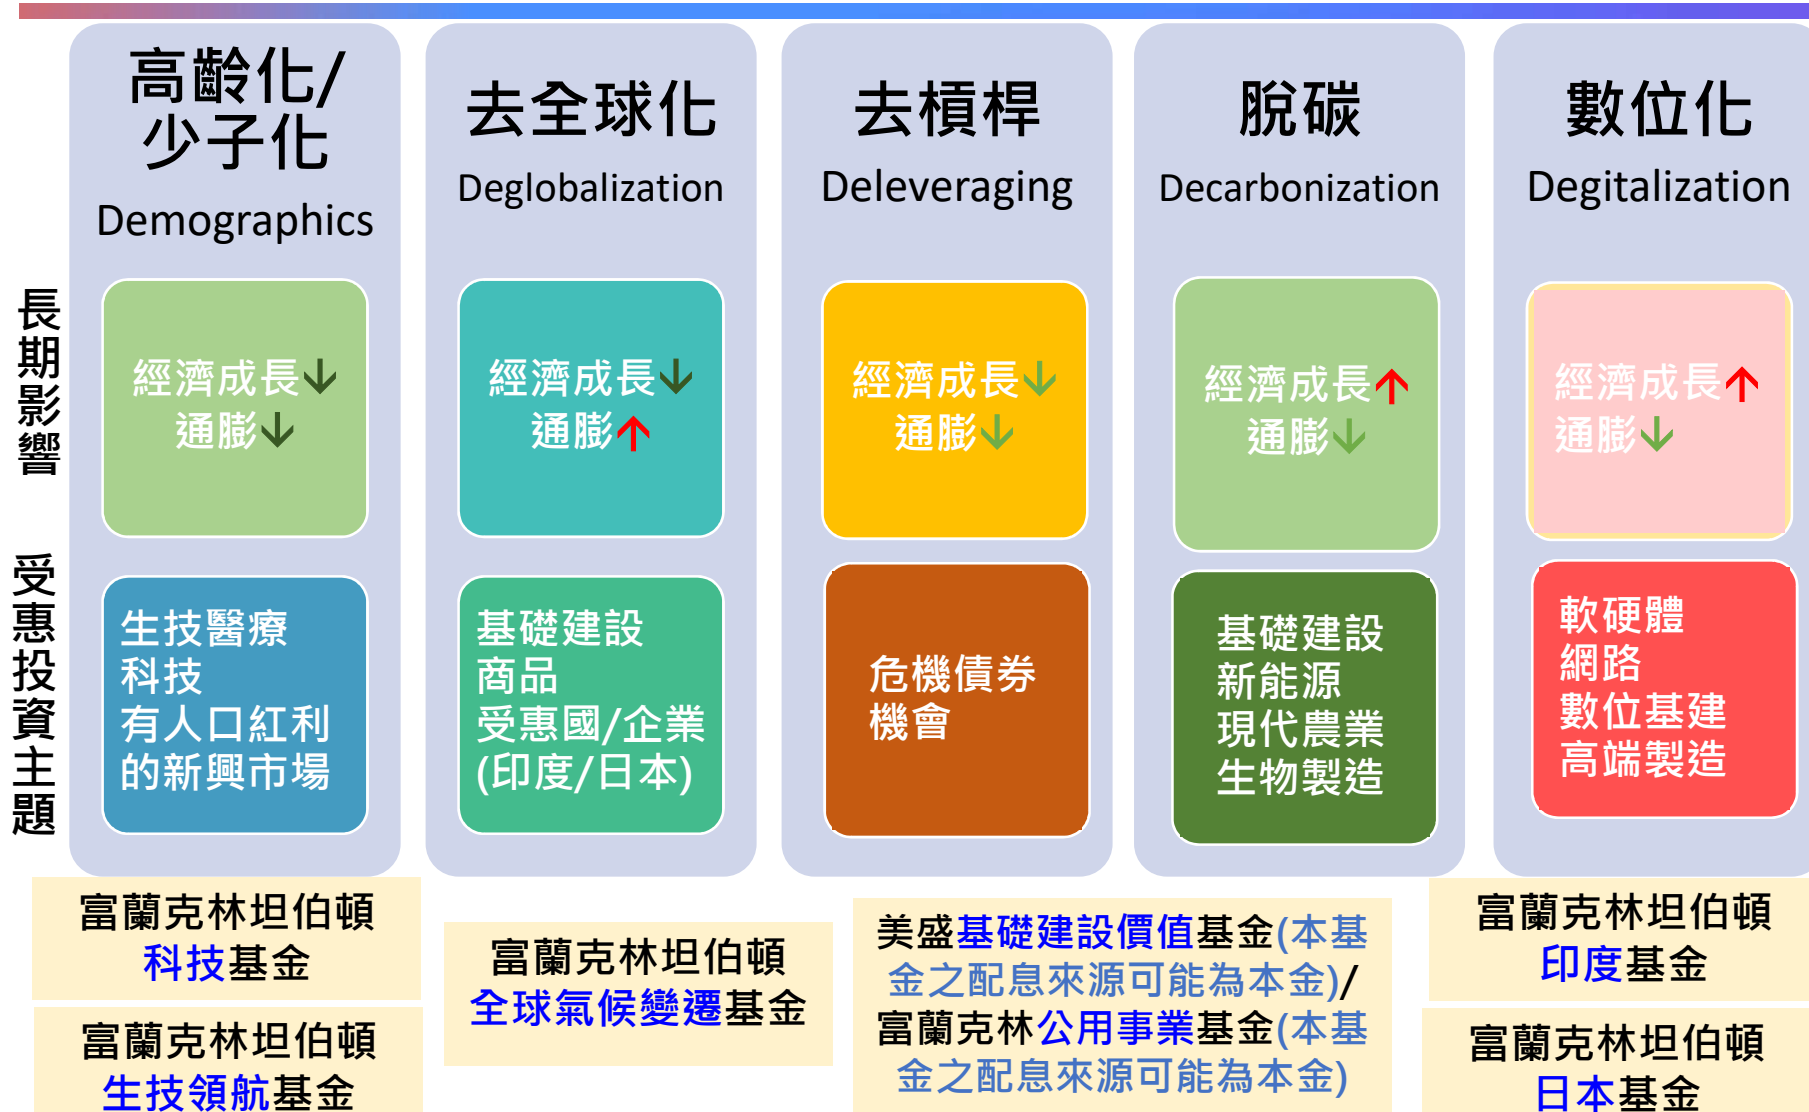 高齡化/
少子化
Demographics
去全球化
Deglobalization
去槓桿
Deleveraging
脫碳
Decarbonization
數位化
Degitalization
長期影響
經濟成長↓
通膨↓
經濟成長↓
通膨↑
經濟成長↓
通膨↓
經濟成長↑
通膨↓
經濟成長↑
通膨↓
受惠投資主題
生技醫療
科技
有人口紅利
的新興市場
基礎建設
商品
受惠國/企業
(印度/日本)
危機債券
機會
基礎建設
新能源
現代農業
生物製造
軟硬體
網路
數位基建
高端製造
富蘭克林坦伯頓
科技基金
富蘭克林坦伯頓
生技領航基金
富蘭克林坦伯頓
全球氣候變遷基金
美盛基礎建設價值基金(本基
金之配息來源可能為本金)/
富蘭克林公用事業基金(本基
金之配息來源可能為本金)
富蘭克林坦伯頓
印度基金
富蘭克林坦伯頓
日本基金